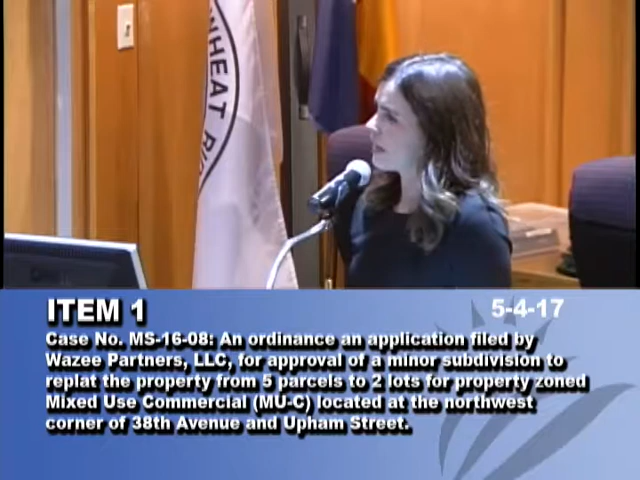 WHEAT
RID
ITEM 1
5-4-17
Case No. MS-16-08: An ordinance an application filed by
Wazee Partners, LLC, for approval of a minor subdivision to
replat the property from 5 parcels to 2 lots for property zoned
Mixed Use Commercial (MU-C) located at the northwest
corner of 38th Avenue and Upham Street.